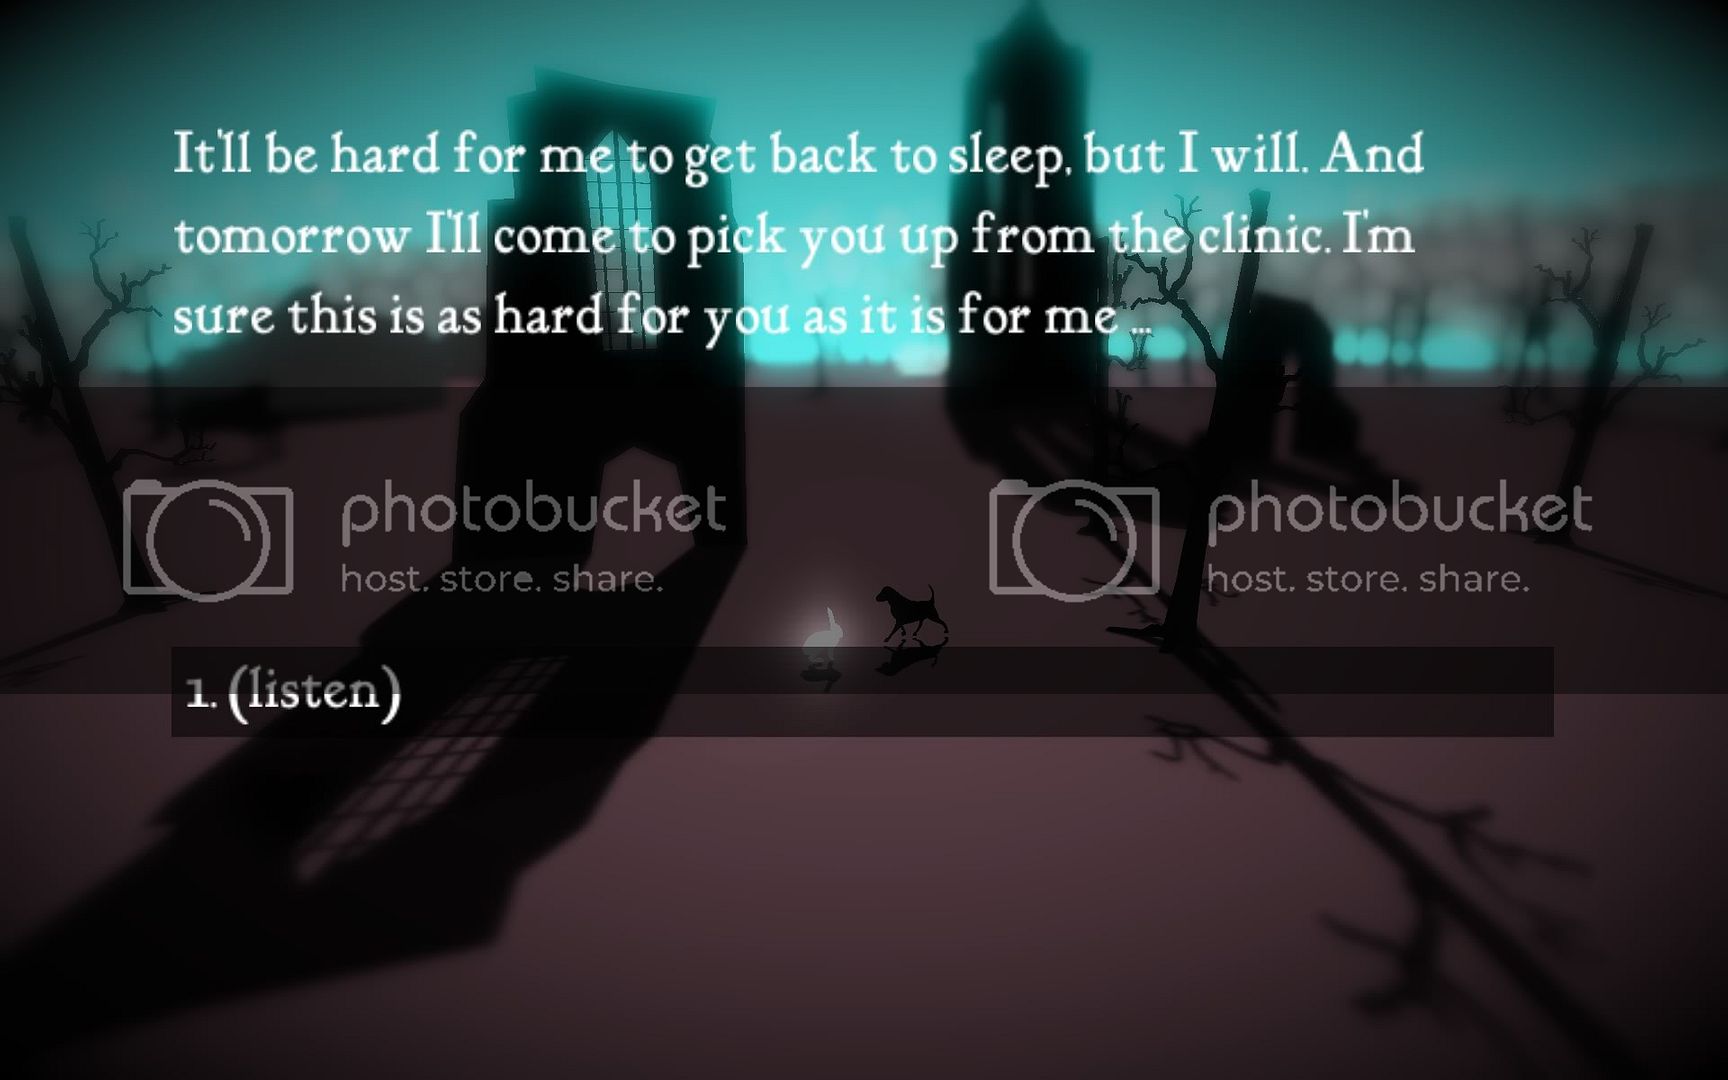 It'll be hard for me to get back to sleep, but I will. And
tomorrow I'll come to pick you up from the clinic. I'm
sure this is as hard for you as it is for me ...
photobucket
host. store. share.
photobucket
host. store. share.
1. (listen)